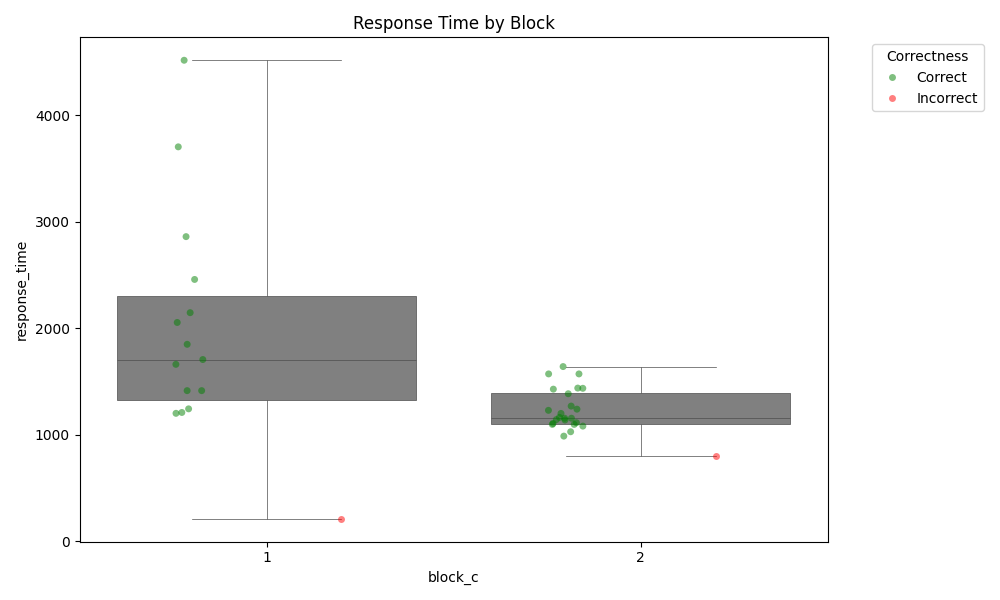 Response Time by Block
Correctness
Correct
Incorrect
response_time
4000
3000
2000
1000
0
1
2
block_c